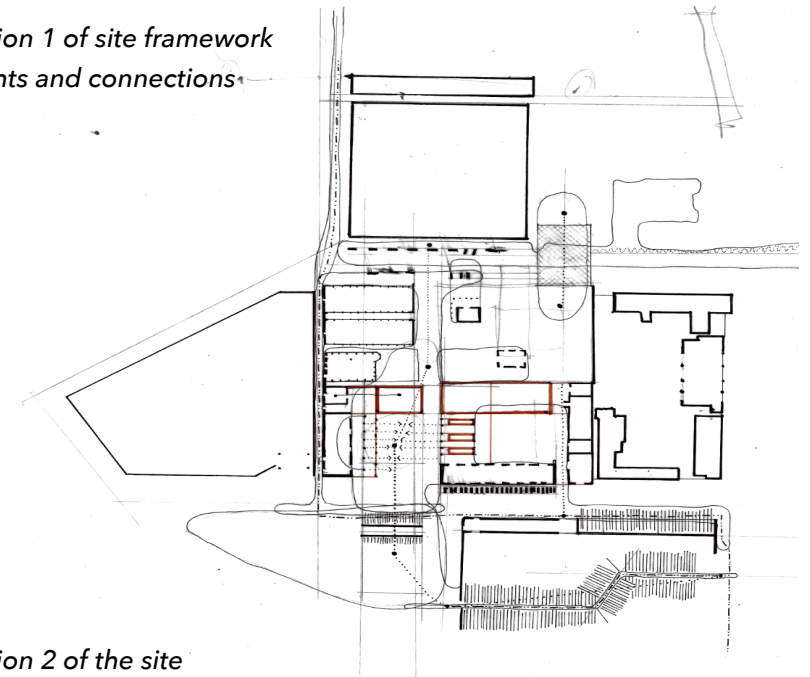 ion 1 of site framework
nts and connections
ion 2 of the site